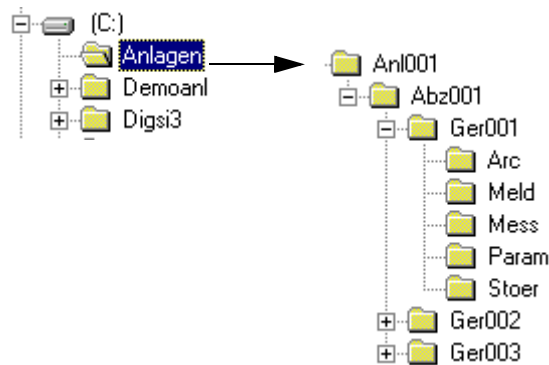 (C:)
Anlagen
Demoanl
Digsi3
Anl001
Abz001
Ger001
Arc
Meld
Mess
Param
Stoer
Ger002
Ger003